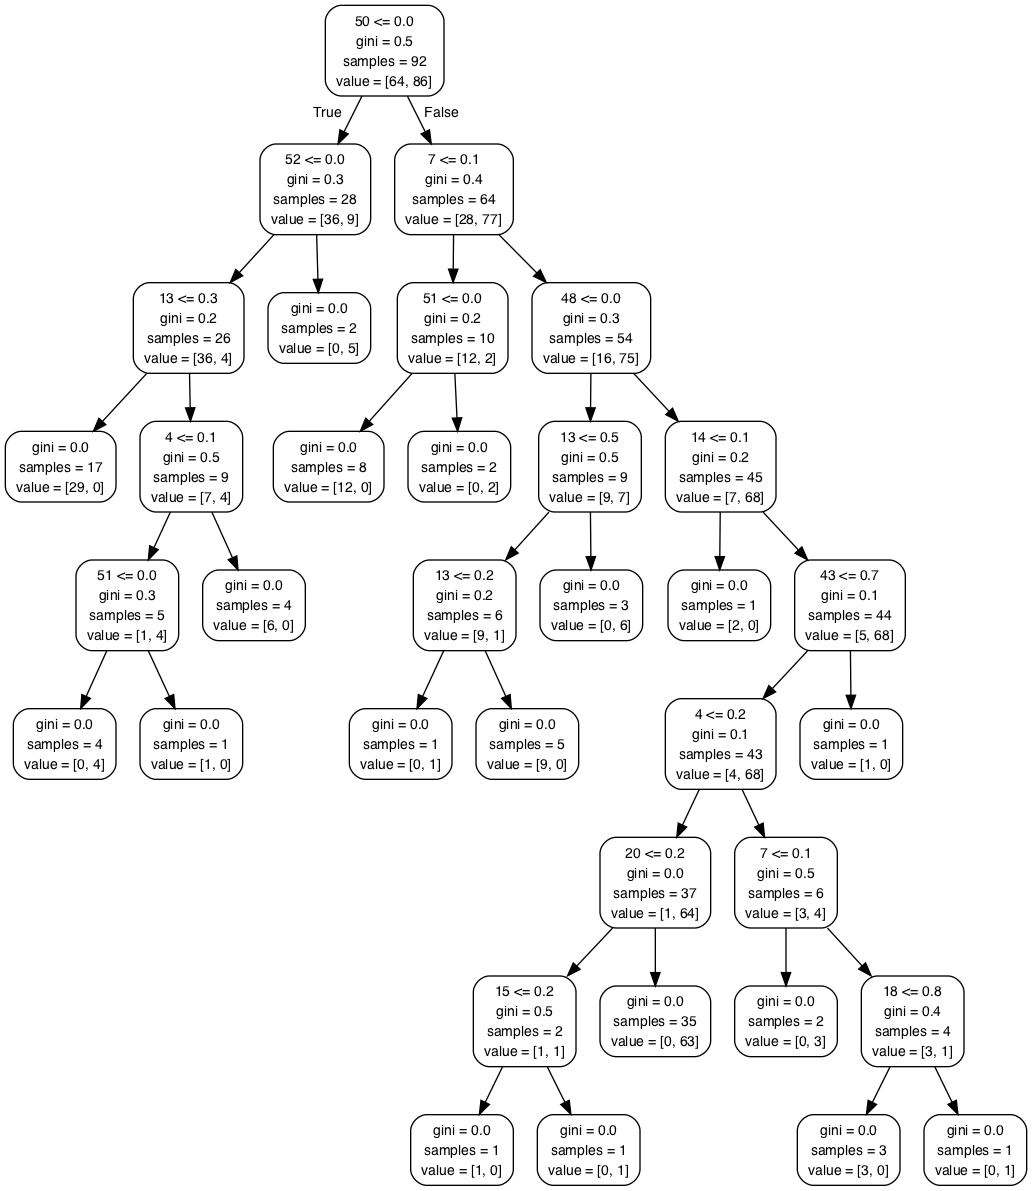 50 <= 0.0
gini = 0.5
samples = 92
value = [64, 86]
True
False
52 <= 0.0
gini = 0.3
samples = 28
value = [36, 9]
7 <= 0.1
gini = 0.4
samples = 64
value = [28, 77]
13 <= 0.3
gini = 0.2
samples = 26
value = [36, 4]
gini = 0.0
samples = 2
value = [0, 5]
51 <= 0.0
gini = 0.2
samples = 10
value = [12, 2]
48 <= 0.0
gini = 0.3
samples = 54
value = [16, 75]
gini = 0.0
samples = 17
value = [29, 0]
4 <= 0.1
gini = 0.5
samples = 9
value = [7, 4]
gini = 0.0
samples = 8
value = [12, 0]
gini = 0.0
samples = 2
value = [0, 2]
13 <= 0.5
gini = 0.5
samples = 9
value = [9, 7]
14 <= 0.1
gini = 0.2
samples = 45
value = [7, 68]
51 <= 0.0
gini = 0.3
samples = 5
value = [1, 4]
gini = 0.0
samples = 4
value = [6, 0]
13 <= 0.2
gini = 0.2
samples = 6
value = [9, 1]
gini = 0.0
samples = 3
value = [0, 6]
gini = 0.0
samples = 1
value = [2, 0]
43 <= 0.7
gini = 0.1
samples = 44
value = [5, 68]
gini = 0.0
samples = 4
value = [0, 4]
gini = 0.0
samples = 1
value = [1, 0]
gini = 0.0
samples = 1
value = [0, 1]
gini = 0.0
samples = 5
value = [9, 0]
4 <= 0.2
gini = 0.1
samples = 43
value = [4, 68]
gini = 0.0
samples = 1
value = [1, 0]
20 <= 0.2
gini = 0.0
samples = 37
value = [1, 64]
7 <= 0.1
gini = 0.5
samples = 6
value = [3, 4]
15 <= 0.2
gini = 0.5
samples = 2
value = [1, 1]
gini = 0.0
samples = 35
value = [0, 63]
gini = 0.0
samples = 2
value = [0, 3]
18 <= 0.8
gini = 0.4
samples = 4
value = [3, 1]
gini = 0.0
samples = 1
value = [1, 0]
gini = 0.0
samples = 1
value = [0, 1]
gini = 0.0
samples = 3
value = [3, 0]
gini = 0.0
samples = 1
value = [0, 1]